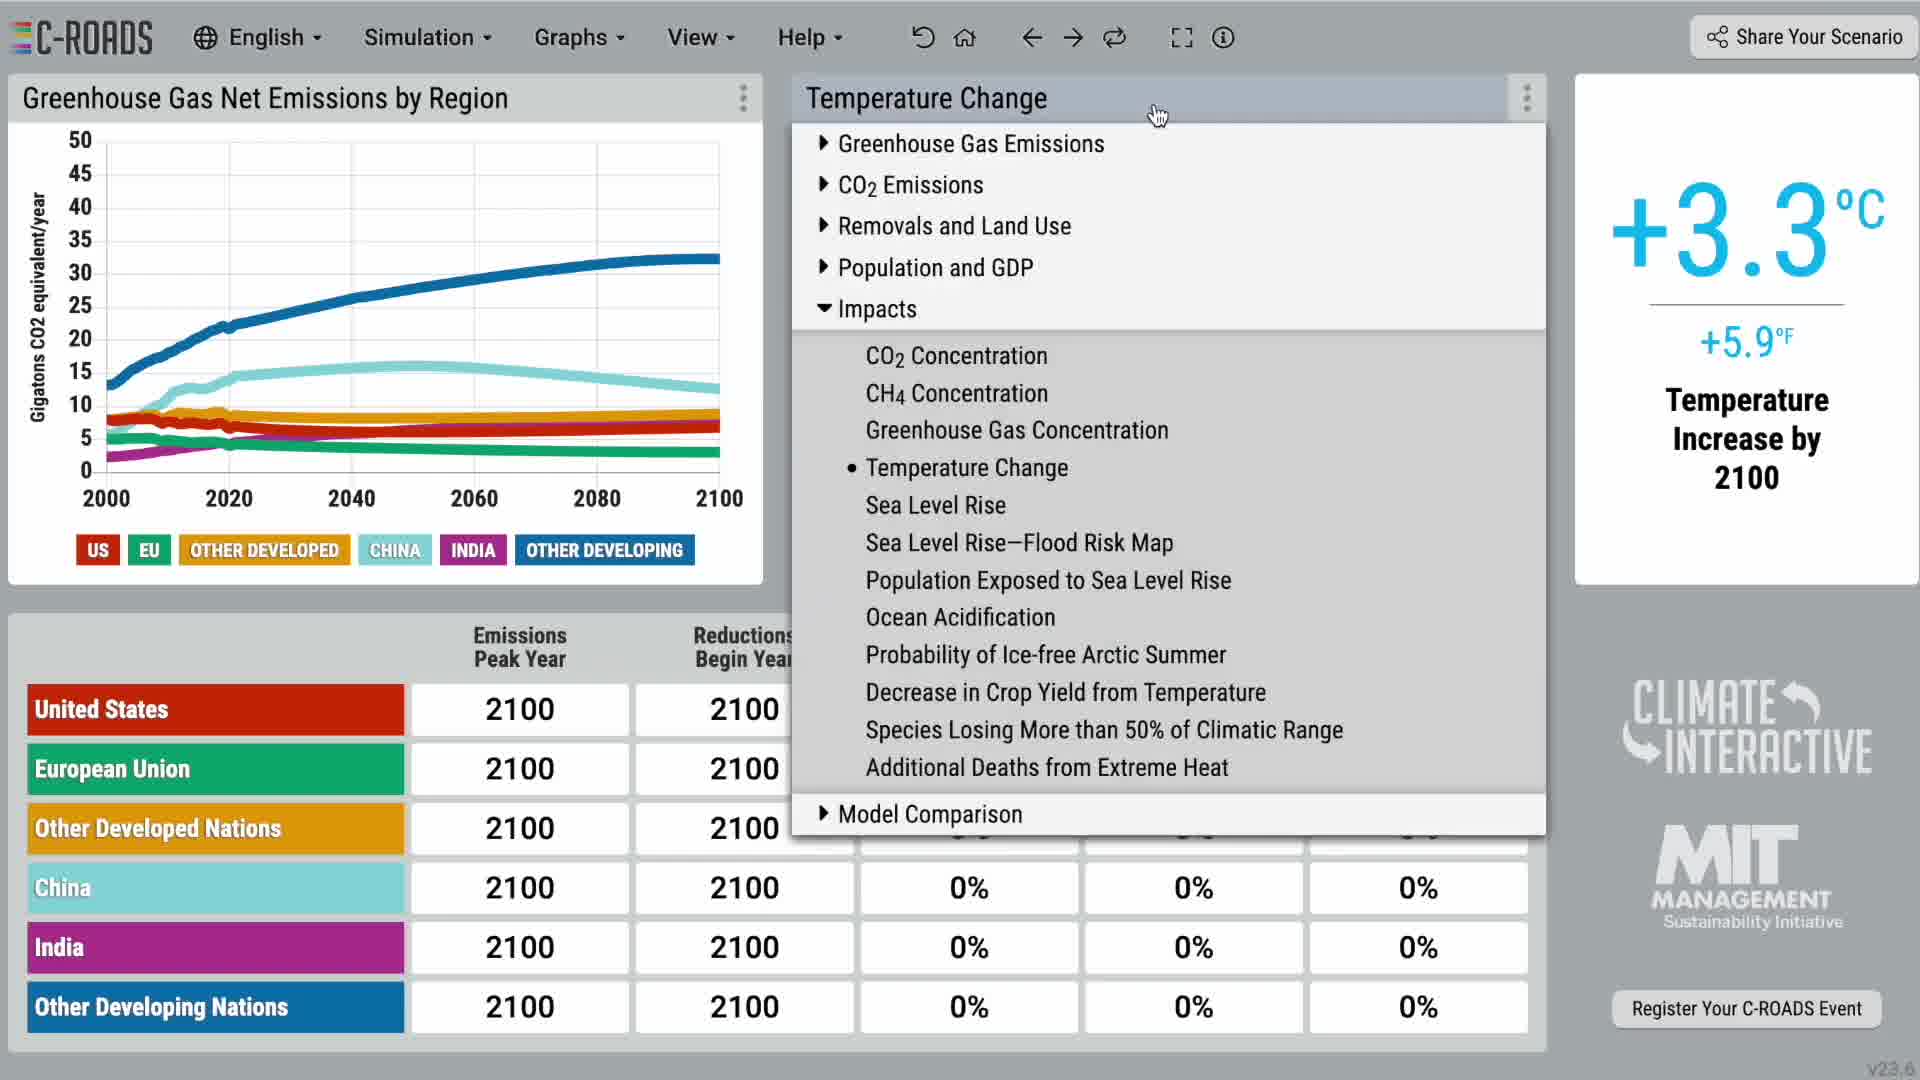 C-ROADS English Simulation Graphs View Help Share Your Scenario
Greenhouse Gas Net Emissions by Region
Gigatons CO2 equivalent/year
50
45
40
35
30
25
20
15
10
5
0
2000 2020 2040 2060 2080 2100
US EU OTHER DEVELOPED CHINA INDIA OTHER DEVELOPING
Temperature Change
Greenhouse Gas Emissions
CO2 Emissions
Removals and Land Use
Population and GDP
Impacts
CO2 Concentration
CH4 Concentration
Greenhouse Gas Concentration
• Temperature Change
Sea Level Rise
Sea Level Rise—Flood Risk Map
Population Exposed to Sea Level Rise
Ocean Acidification
Probability of Ice-free Arctic Summer
Decrease in Crop Yield from Temperature
Species Losing More than 50% of Climatic Range
Additional Deaths from Extreme Heat
Model Comparison
+3.3°C
+5.9°F
Temperature
Increase by
2100
Emissions
Peak Year
Reductions
Begin Year
United States 2100 2100
European Union 2100 2100
Other Developed Nations 2100 2100
China 2100 2100 0% 0% 0%
India 2100 2100 0% 0% 0%
Other Developing Nations 2100 2100 0% 0% 0%
CLIMATE
INTERACTIVE
MIT
MANAGEMENT
Sustainability Initiative
Register Your C-ROADS Event
v23.6